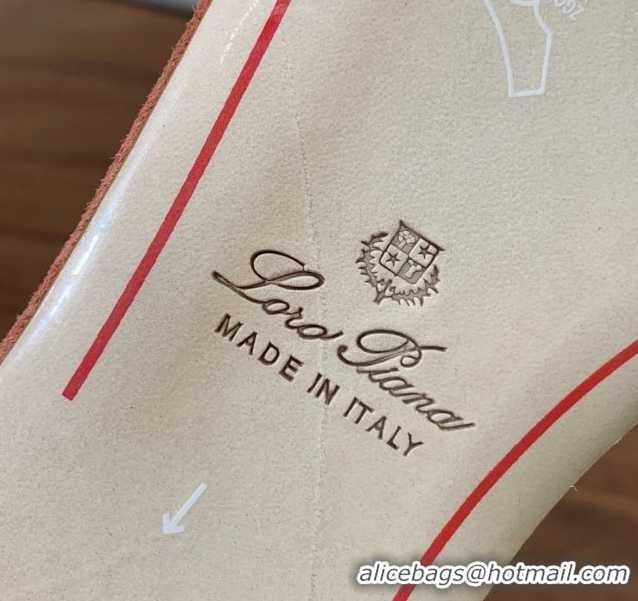 Loro Piana
MADE IN ITALY
alicebags@hotmail.com